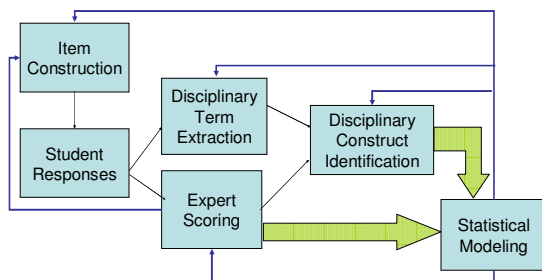 Item
Construction
Disciplinary
Term
Extraction
Disciplinary
Construct
Identification
Student
Responses
Expert
Scoring
Statistical
Modeling